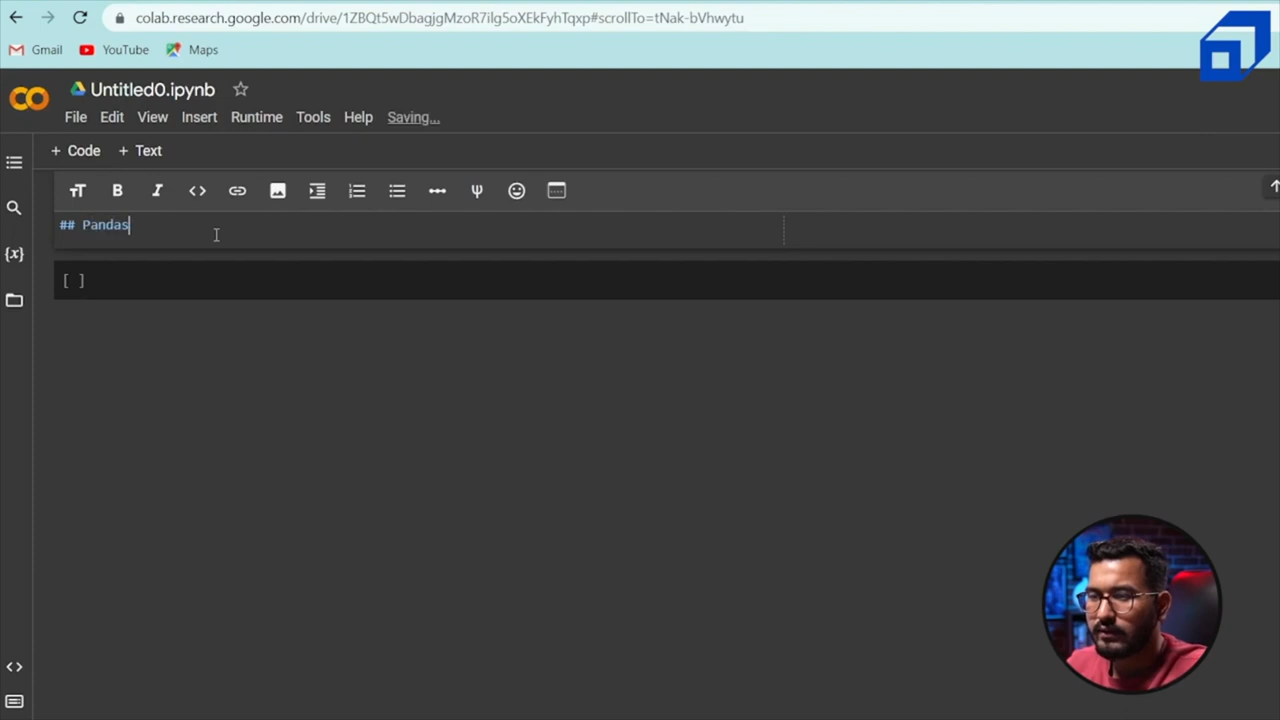 colab.research.google.com/drive/1ZBQt5wDbagjgMzoR7ilg5oXEkFyhTqxp#scrollTo=tNak-bVhwytu
Gmail YouTube Maps
Untitled0.ipynb
File Edit View Insert Runtime Tools Help Saving...
+ Code + Text
## Pandas
[ ]